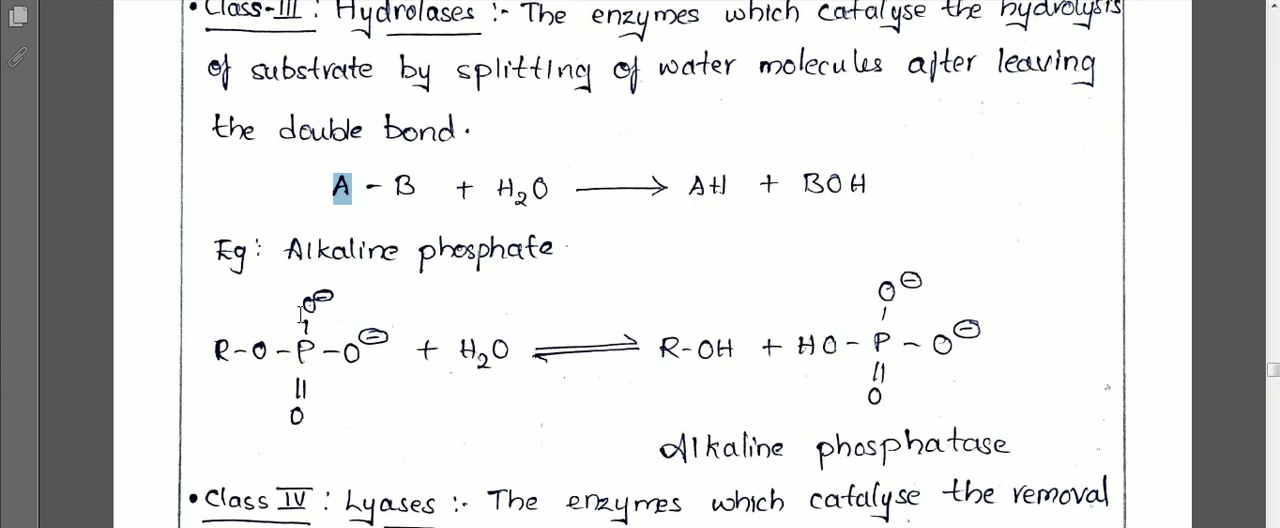 • Class-III : Hydrolases :- The enzymes which catalyse the hydrolysis
of substrate by splitting of water molecules after leaving
the double bond.
A - B + H2O ⟶ AH + BOH
Eg: Alkaline phosphate
O⊖
R-O-P-O⊖ + H2O ⇌ R-OH + HO-P-O⊖
O
O⊖
O
Alkaline phosphatase
• Class IV : Lyases :- The enzymes which catalyse the removal